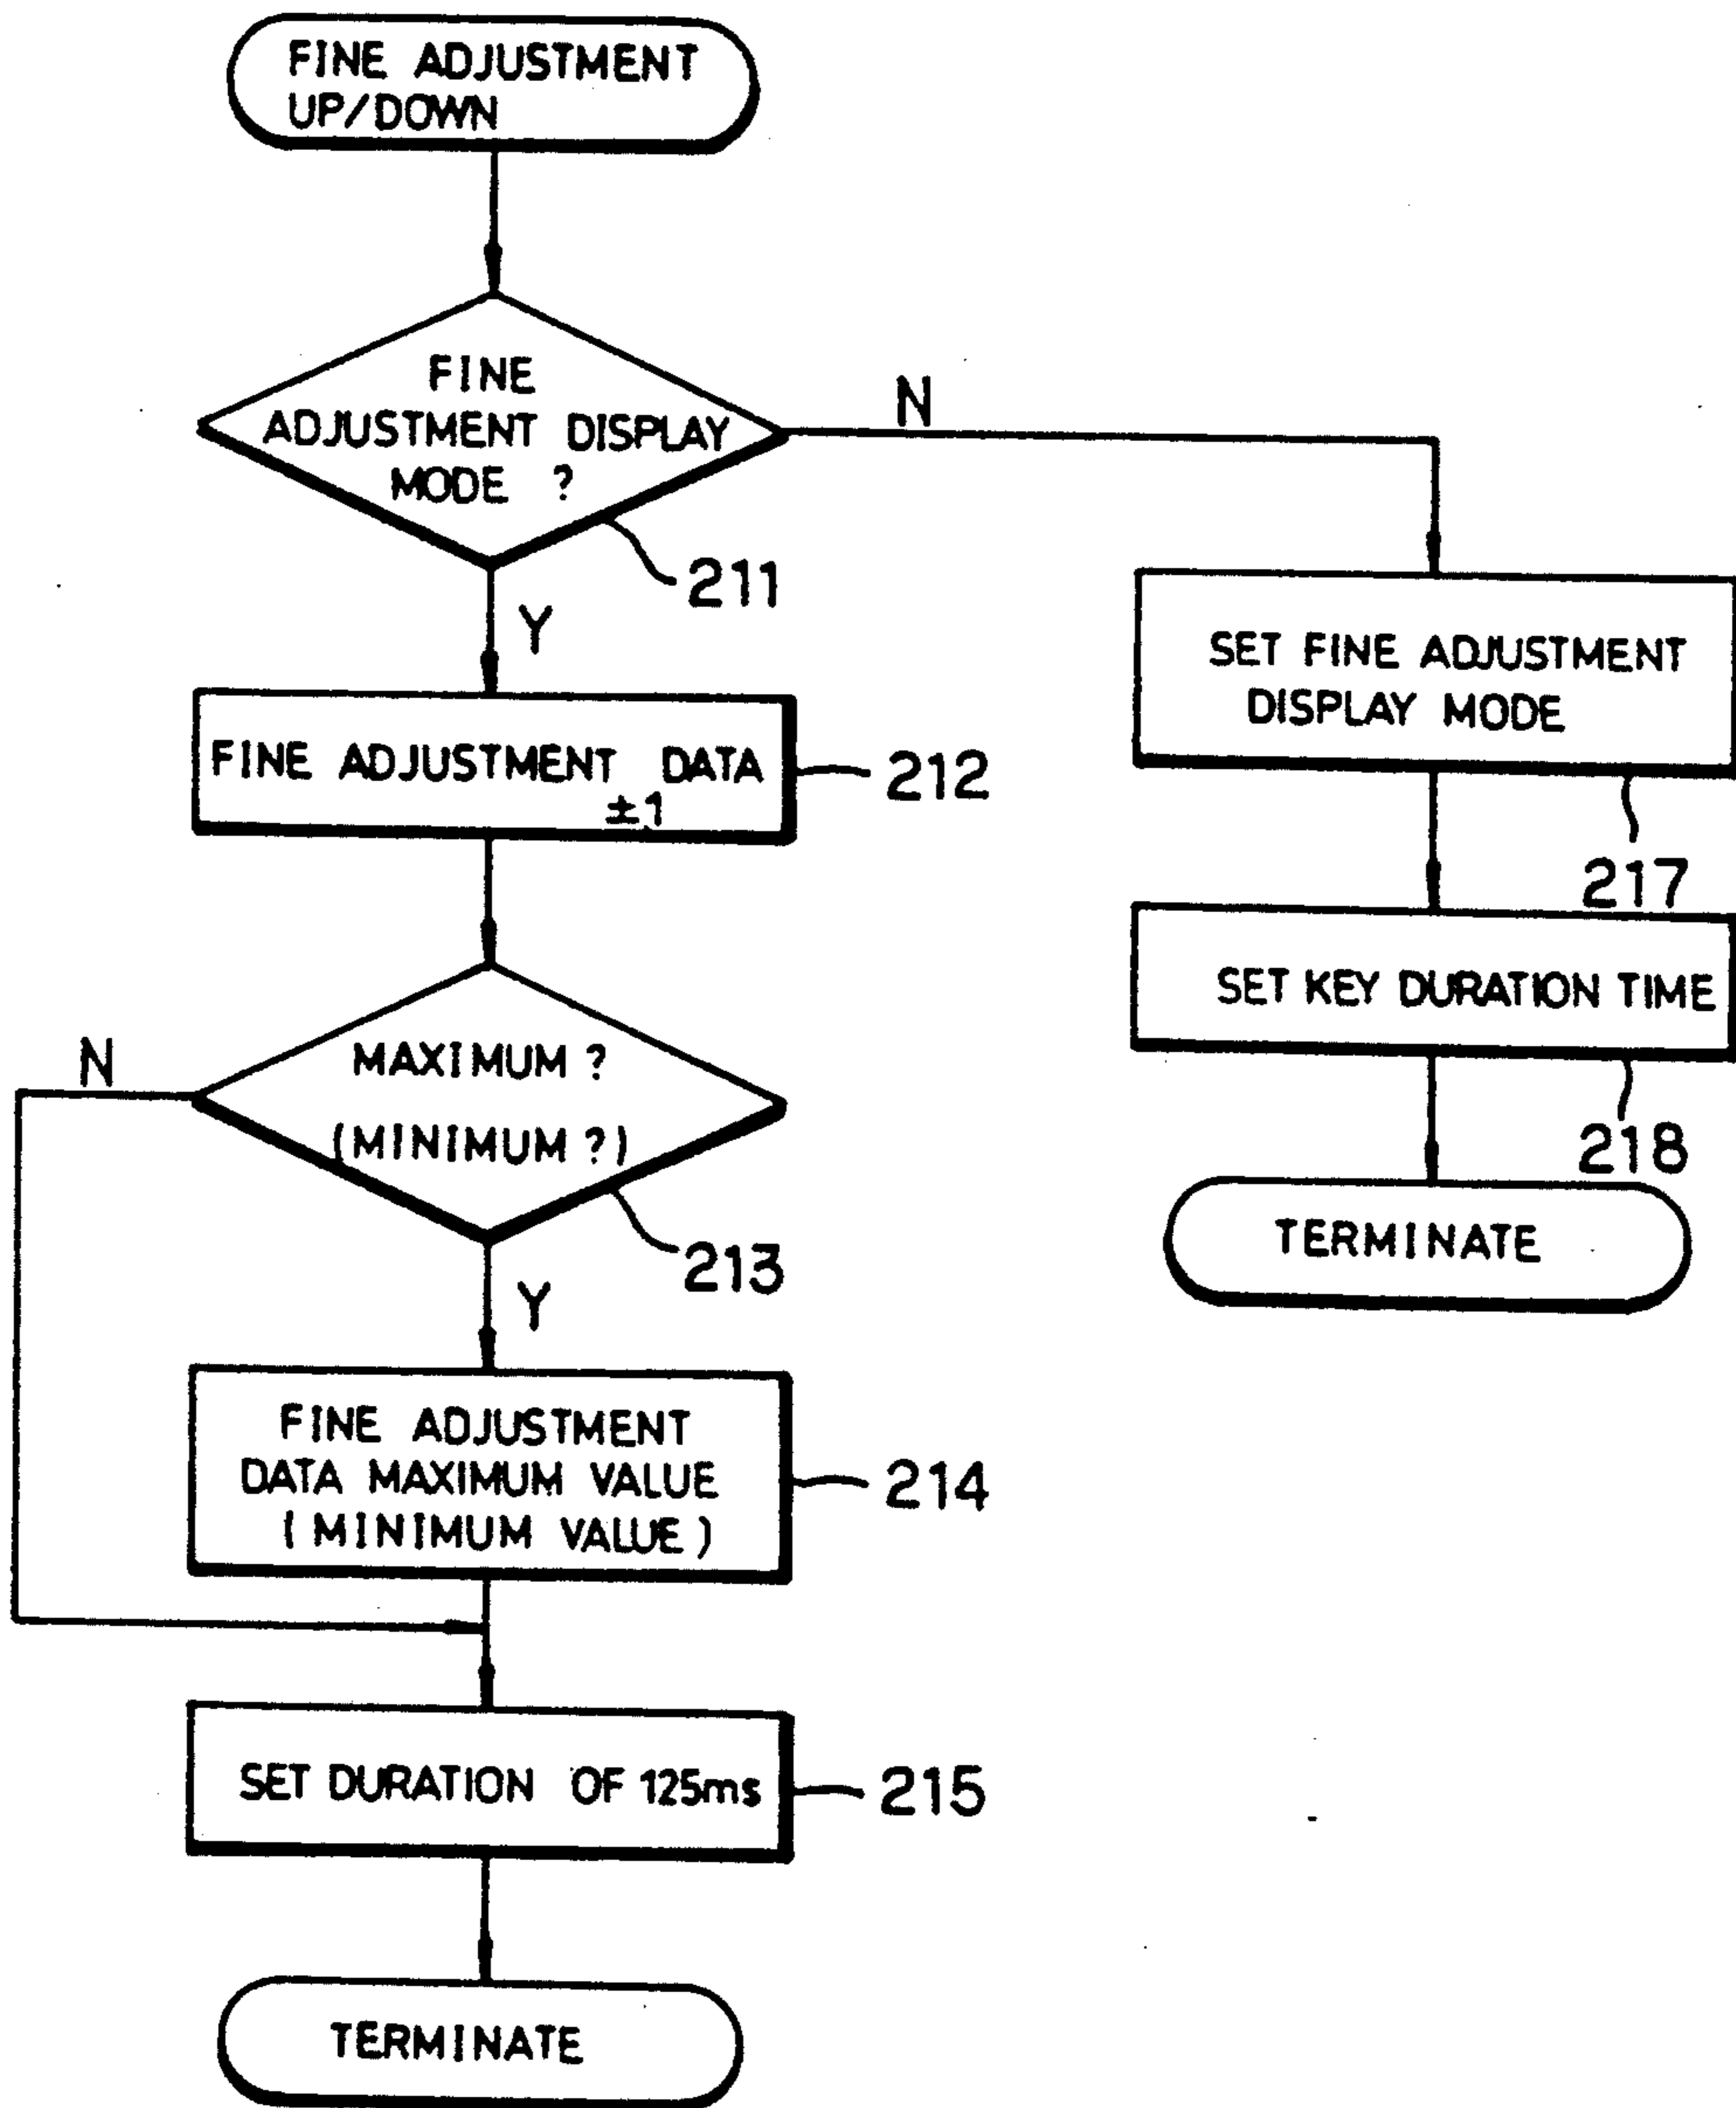 FINE ADJUSTMENT
UP/DOWN
FINE
ADJUSTMENT DISPLAY
MODE ?
N
211
Y
SET FINE ADJUSTMENT
DISPLAY MODE
217
FINE ADJUSTMENT DATA
±1
212
SET KEY DURATION TIME
218
TERMINATE
MAXIMUM ?
(MINIMUM ?)
N
213
Y
FINE ADJUSTMENT
DATA MAXIMUM VALUE
( MINIMUM VALUE )
214
SET DURATION OF 125ms
215
TERMINATE